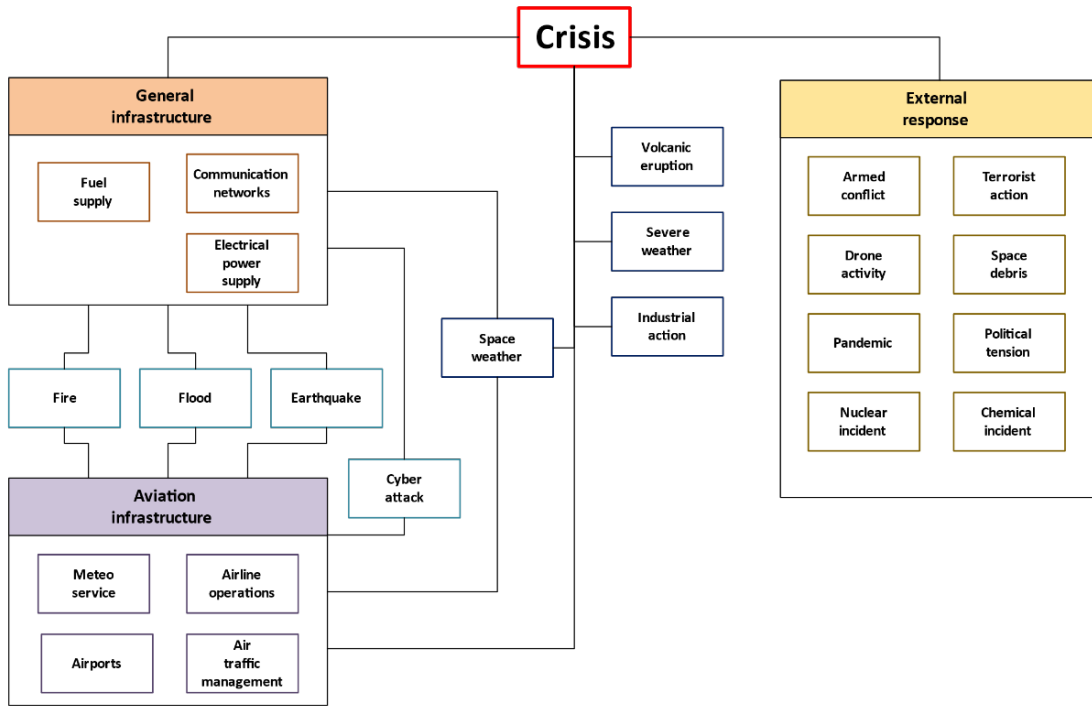 Crisis
General
infrastructure
Fuel
supply
Communication
networks
Electrical
power
supply
Fire
Flood
Earthquake
Aviation
infrastructure
Meteo
service
Airline
operations
Airports
Air
traffic
management
Cyber
attack
Space
weather
Volcanic
eruption
Severe
weather
Industrial
action
External
response
Armed
conflict
Terrorist
action
Drone
activity
Space
debris
Pandemic
Political
tension
Nuclear
incident
Chemical
incident